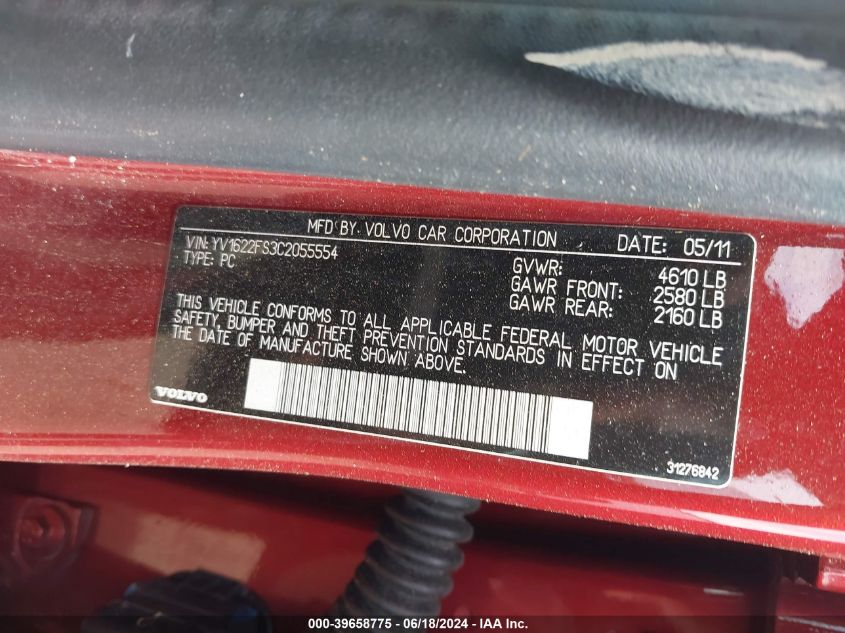 MFD BY VOLVO CAR CORPORATION DATE: 05/11
VIN: YV1622FS3C2055554
TYPE: PC
GVWR: 4610 LB
GAWR FRONT: 2580 LB
GAWR REAR: 2160 LB
THIS VEHICLE CONFORMS TO ALL APPLICABLE FEDERAL MOTOR VEHICLE
SAFETY, BUMPER AND THEFT PREVENTION STANDARDS IN EFFECT ON
THE DATE OF MANUFACTURE SHOWN ABOVE.
VOLVO
31276842
000-39658775 - 06/18/2024 - IAA Inc.